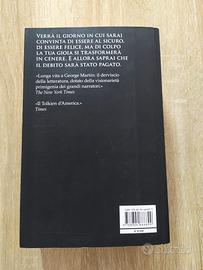 VERRÀ IL GIORNO IN CUI SARAI
CONVINTA DI ESSERE AL SICURO,
DI ESSERE FELICE, MA DI COLPO
LA TUA GIOIA SI TRASFORMERÀ
IN CENERE. E ALLORA SAPRAI CHE
IL DEBITO SARÀ STATO PAGATO.
«Lunga vita a George Martin: il derviscio
della letteratura, dotato della visionarietà
primigenia dei grandi narratori.»
The New York Times
«Il Tolkien d'America.»
Times
subito